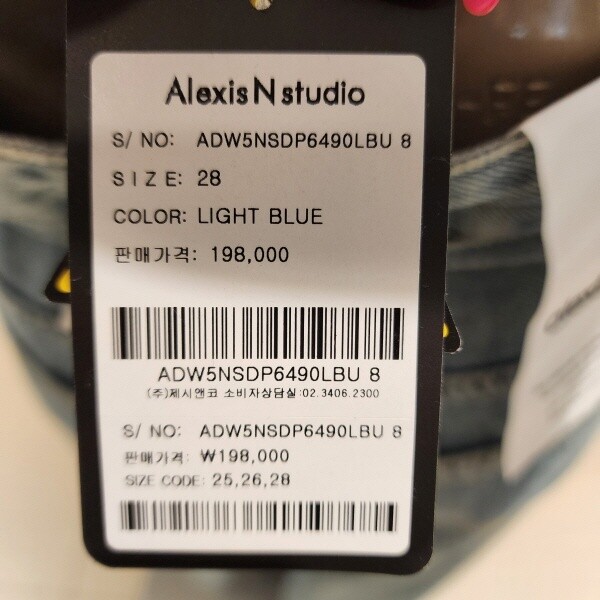 Alexis N studio
S/ NO: ADW5NSDP6490LBU 8
SIZE: 28
COLOR: LIGHT BLUE
판매가격: 198,000
ADW5NSDP6490LBU 8
(주)제시앤코 소비자상담실:02.3406.2300
S/ NO: ADW5NSDP6490LBU 8
판매가격: ₩198,000
SIZE CODE: 25,26,28